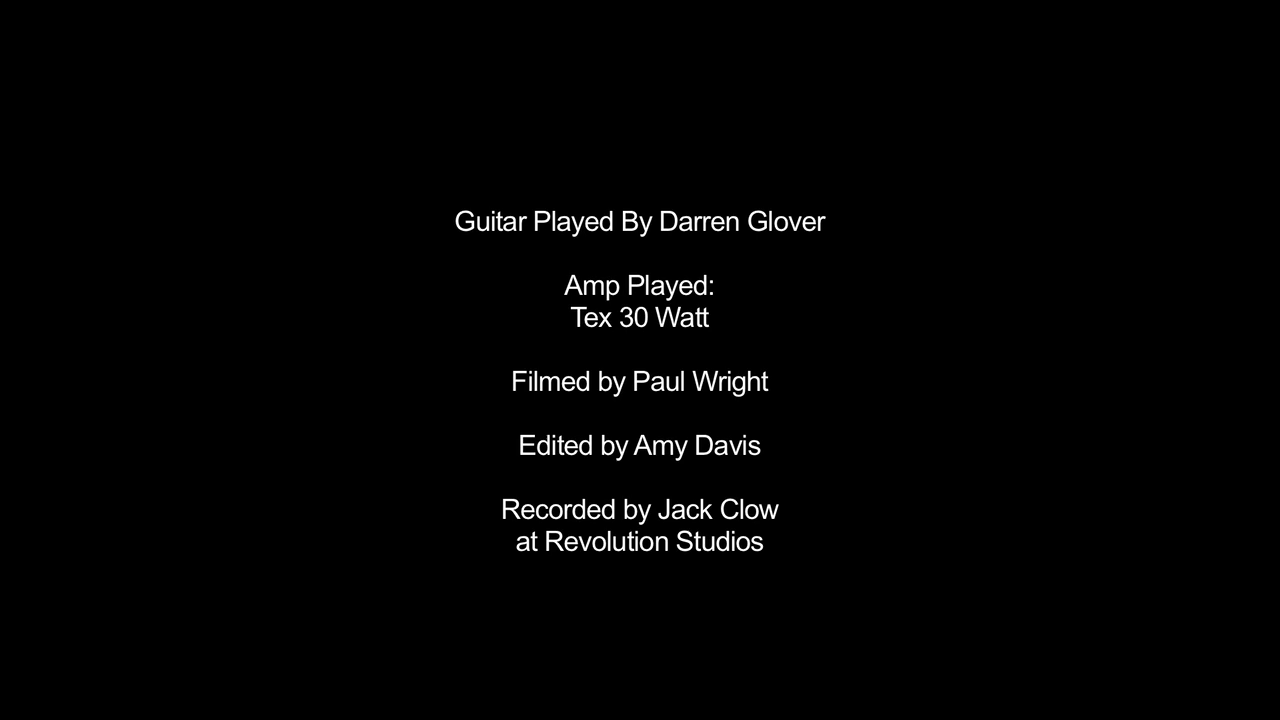 Guitar Played By Darren Glover
Amp Played:
Tex 30 Watt
Filmed by Paul Wright
Edited by Amy Davis
Recorded by Jack Clow
at Revolution Studios